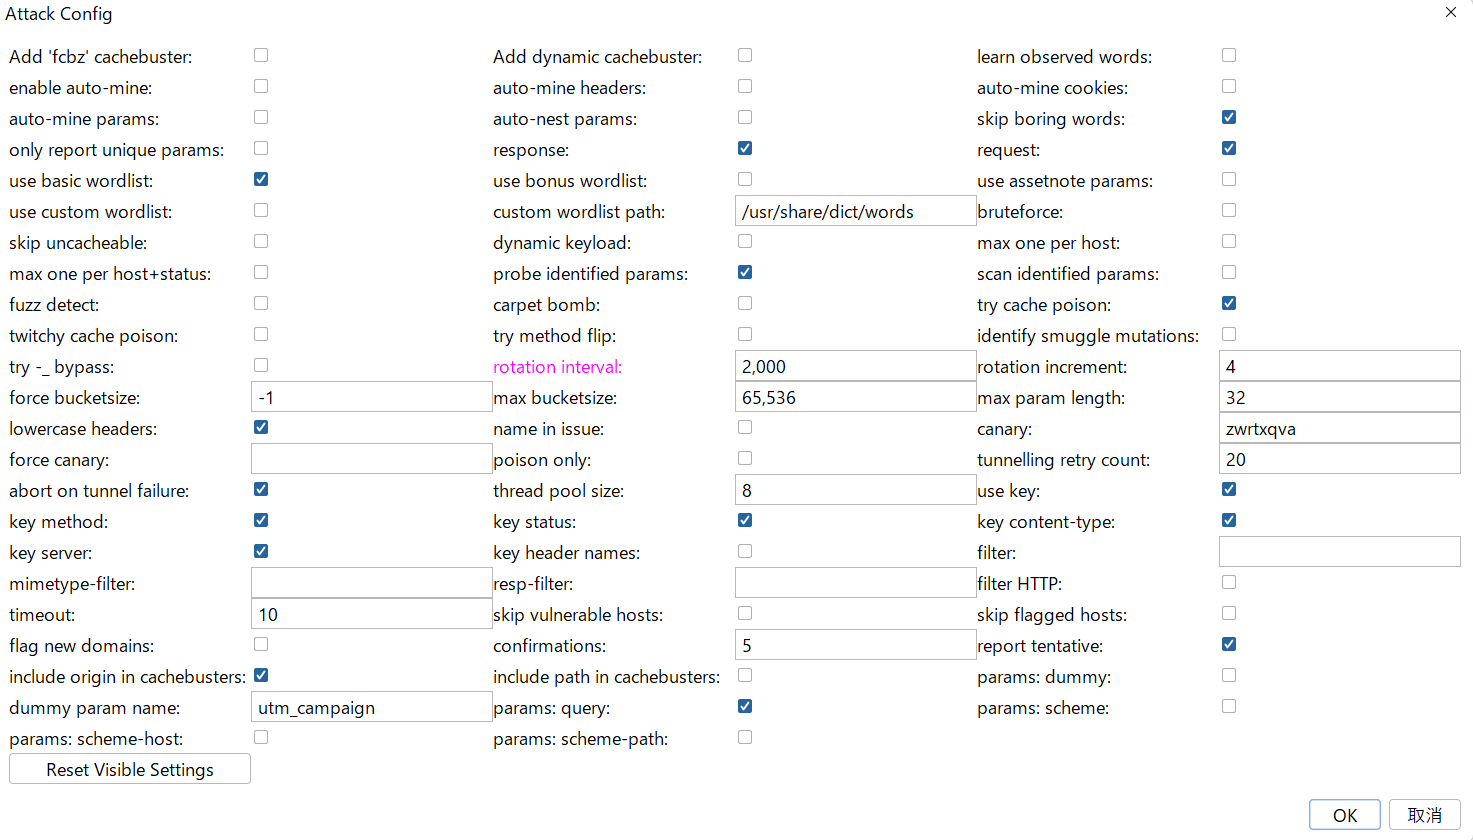 Attack Config
Add 'fcbz' cachebuster: Add dynamic cachebuster: learn observed words:
enable auto-mine: auto-mine headers: auto-mine cookies:
auto-mine params: auto-nest params: skip boring words:
only report unique params: response: request:
use basic wordlist: use bonus wordlist: use assetnote params:
use custom wordlist: custom wordlist path: /usr/share/dict/words bruteforce:
skip uncacheable: dynamic keyload: max one per host:
max one per host+status: probe identified params: scan identified params:
fuzz detect: carpet bomb: try cache poison:
twitchy cache poison: try method flip: identify smuggle mutations:
try -_ bypass: rotation interval: 2,000 rotation increment: 4
force bucketsize: -1 max bucketsize: 65,536 max param length: 32
lowercase headers: name in issue: canary: zwrtxqva
force canary: poison only: tunnelling retry count: 20
abort on tunnel failure: thread pool size: 8 use key:
key method: key status: key content-type:
key server: key header names: filter:
mimetype-filter: resp-filter: filter HTTP:
timeout: 10 skip vulnerable hosts: skip flagged hosts:
flag new domains: confirmations: 5 report tentative:
include origin in cachebusters: include path in cachebusters: params: dummy:
dummy param name: utm_campaign params: query: params: scheme:
params: scheme-host: params: scheme-path:
Reset Visible Settings
OK 取消